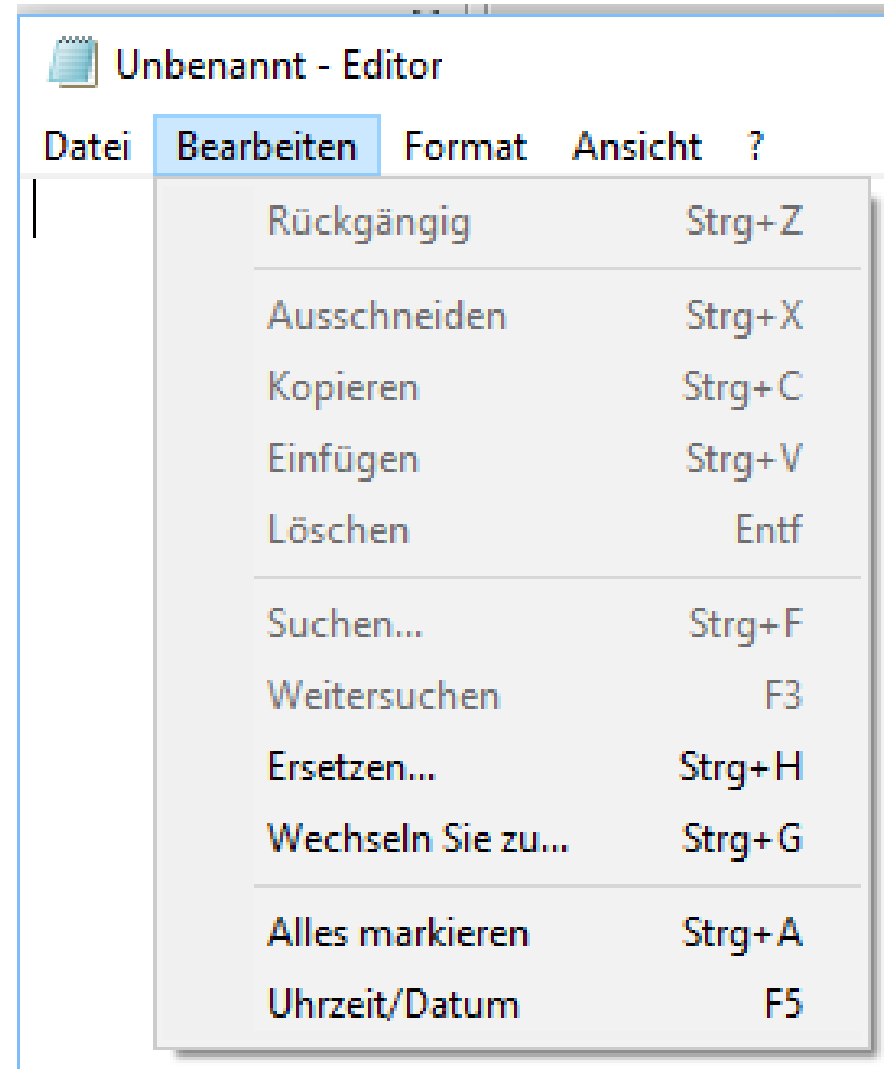 Unbenannt - Editor
Datei Bearbeiten Format Ansicht ?
Rückgängig Strg+Z
Ausschneiden Strg+X
Kopieren Strg+C
Einfügen Strg+V
Löschen Entf
Suchen... Strg+F
Weitersuchen F3
Ersetzen... Strg+H
Wechseln Sie zu... Strg+G
Alles markieren Strg+A
Uhrzeit/Datum F5